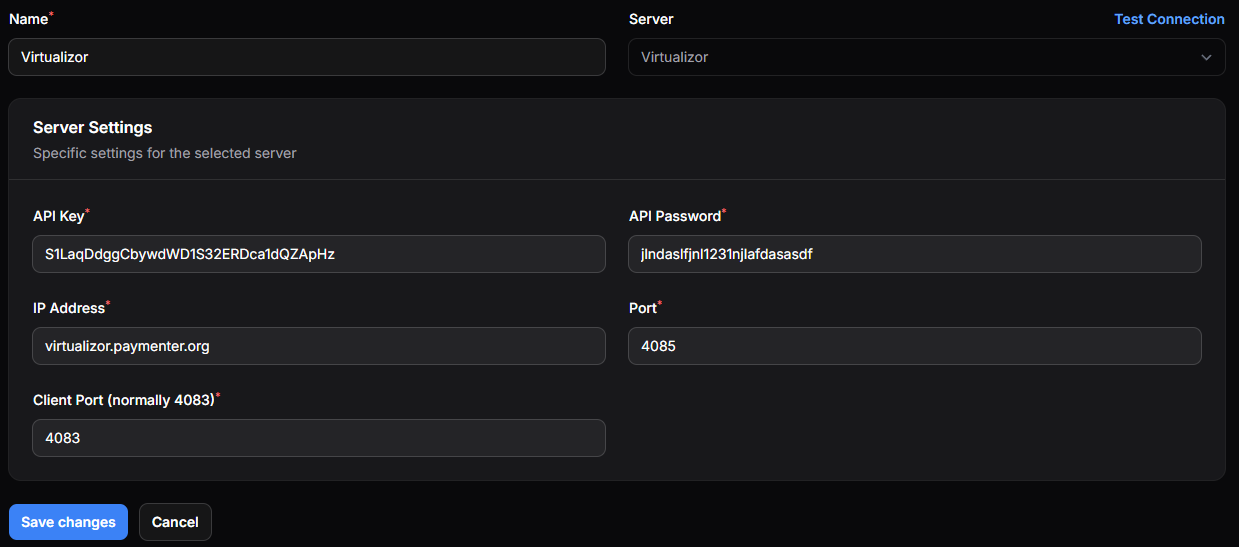 Name*
Server
Test Connection
Virtualizor
Virtualizor
Server Settings
Specific settings for the selected server
API Key*
API Password*
S1LaqDdggCbywdWD1S32ERDca1dQZApHz
jlndaslfjnl1231njlafdasasdf
IP Address*
Port*
virtualizor.paymenter.org
4085
Client Port (normally 4083)*
4083
Save changes
Cancel